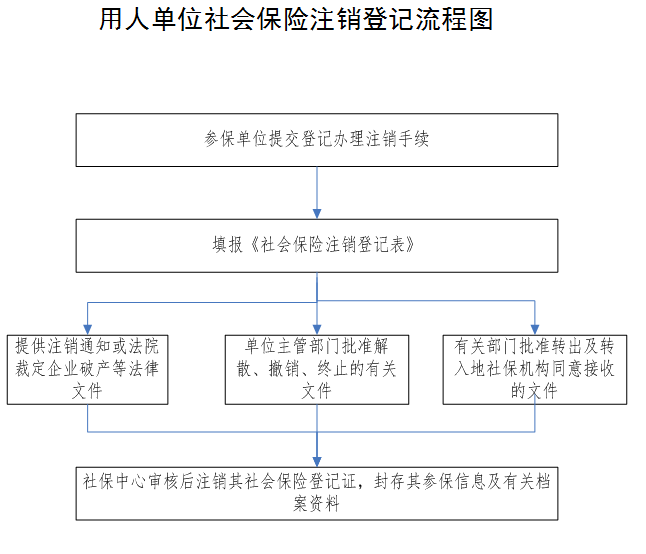 用人单位社会保险注销登记流程图
参保单位提交登记办理注销手续
填报《社会保险注销登记表》
提供注销通知或法院
裁定企业破产等法律
文件
单位主管部门批准解
散、撤销、终止的有关
文件
有关部门批准转出及转
入地社保机构同意接收
的文件
社保中心审核后注销其社会保险登记证，封存其参保信息及有关档
案资料